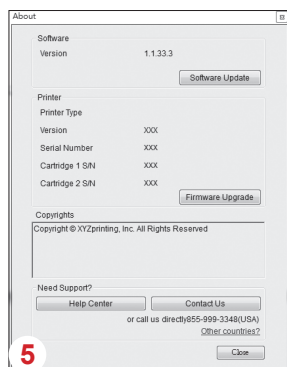 About
Software
Version 1.1.33.3
Software Update
Printer
Printer Type
Version XXX
Serial Number XXX
Cartridge 1 S/N XXX
Cartridge 2 S/N XXX
Firmware Upgrade
Copyrights
Copyright © XYZprinting, Inc. All Rights Reserved
Need Support?
Help Center Contact Us
or call us directly855-999-3348(USA)
Other countries?
5 Close